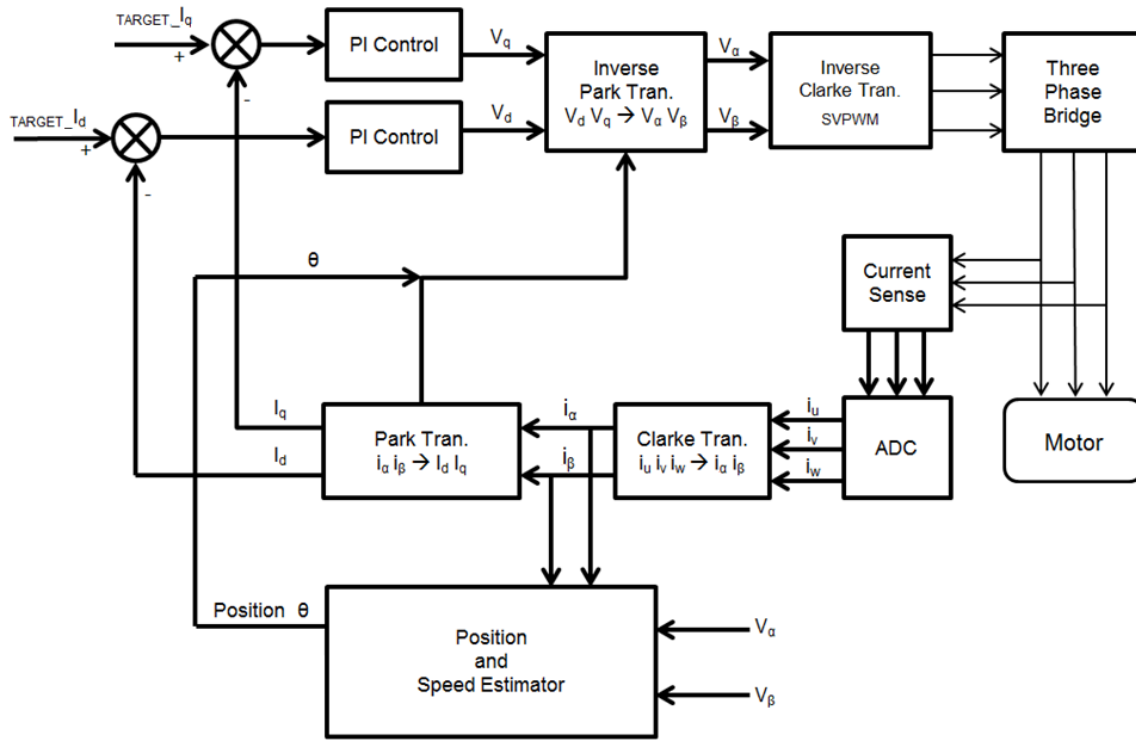 TARGET_Iq
+
-
PI Control
Vq
Inverse
Park Tran.
Vd Vq → Vα Vβ
Vα
Vβ
Inverse
Clarke Tran.
SVPWM
Three
Phase
Bridge
TARGET_Id
+
-
PI Control
Vd
θ
Current
Sense
Iq
Id
Park Tran.
iα iβ → Id Iq
iα
iβ
Clarke Tran.
iu iv iw → iα iβ
iu
iv
iw
ADC
Motor
Position θ
Position
and
Speed Estimator
Vα
Vβ